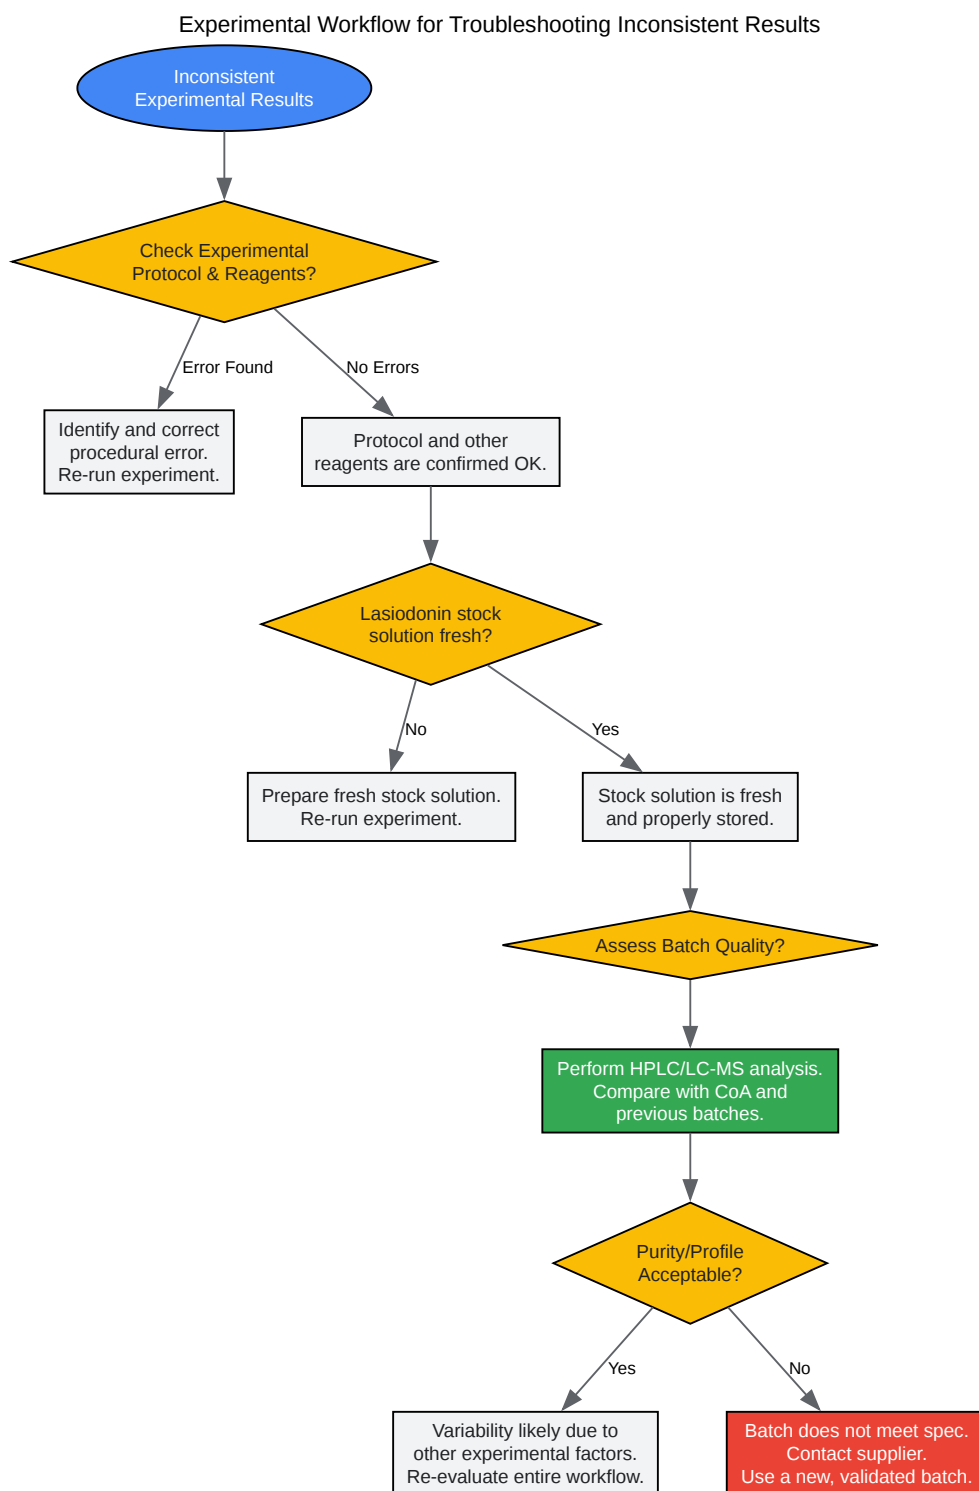 Experimental Workflow for Troubleshooting Inconsistent Results
Inconsistent
Experimental Results
Check Experimental
Protocol & Reagents?
Error Found
No Errors
Identify and correct
procedural error.
Re-run experiment.
Protocol and other
reagents are confirmed OK.
Lasiodonin stock
solution fresh?
No
Yes
Prepare fresh stock solution.
Re-run experiment.
Stock solution is fresh
and properly stored.
Assess Batch Quality?
Perform HPLC/LC-MS analysis.
Compare with CoA and
previous batches.
Purity/Profile
Acceptable?
Yes
No
Variability likely due to
other experimental factors.
Re-evaluate entire workflow.
Batch does not meet spec.
Contact supplier.
Use a new, validated batch.